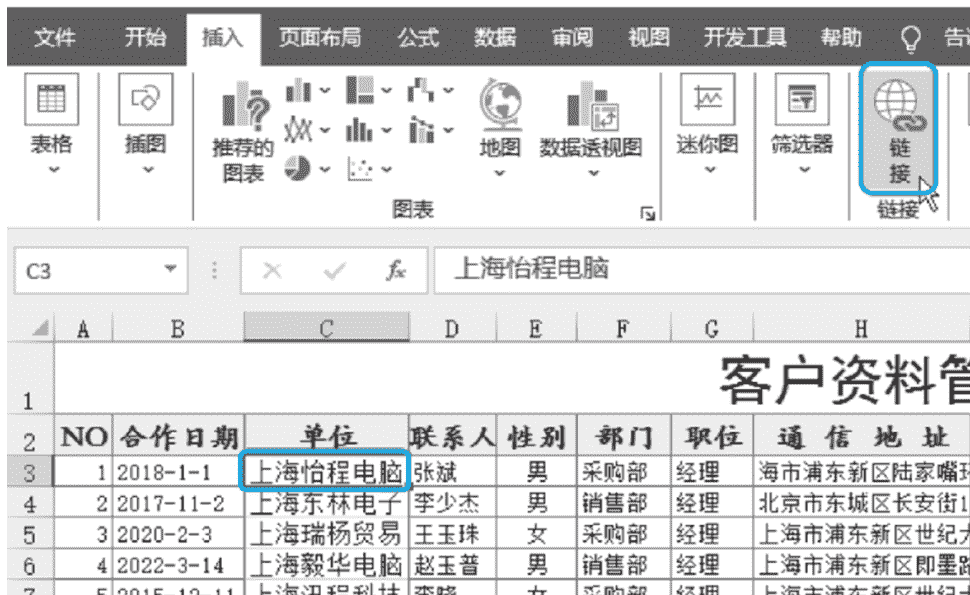 文件 开始 插入 页面布局 公式 数据 审阅 视图 开发工具 帮助 告
表格 插图 推荐的图表 地图 数据透视图 迷你图 筛选器 链接
图表 链接
C3 fx 上海怡程电脑
A B C D E F G H
1 客户资料管
2 NO 合作日期 单位 联系人 性别 部门 职位 通信地址
3 1 2018-1-1 上海怡程电脑 张斌 男 采购部 经理 海市浦东新区陆家嘴环
4 2 2017-11-2 上海东林电子 李少杰 男 销售部 经理 北京市东城区长安街1
5 3 2020-2-3 上海瑞杨贸易 王玉珠 女 采购部 经理 上海市浦东新区世纪大
6 4 2022-3-14 上海毅华电脑 赵玉普 男 销售部 经理 上海市浦东新区即墨路